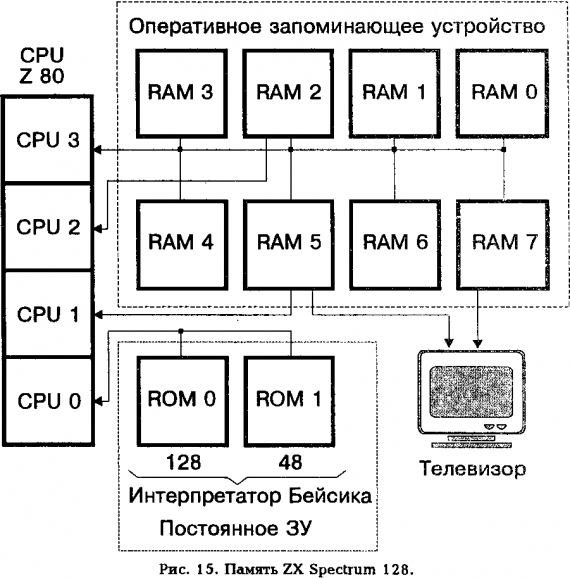 Оперативное запоминающее устройство
CPU
Z 80
RAM 3 RAM 2 RAM 1 RAM 0
CPU 3
CPU 2
RAM 4 RAM 5 RAM 6 RAM 7
CPU 1
CPU 0
ROM 0 ROM 1
128 48
Телевизор
Интерпретатор Бейсика
Постоянное ЗУ
Рис. 15. Память ZX Spectrum 128.